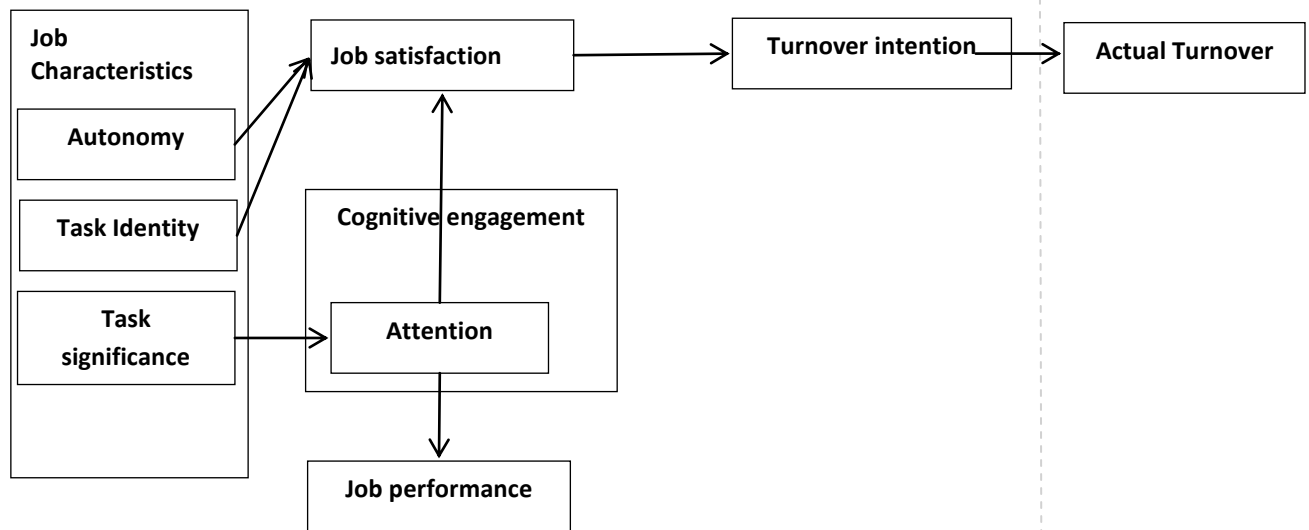 Job
Characteristics
Autonomy
Task Identity
Task
significance
Job satisfaction
Cognitive engagement
Attention
Job performance
Turnover intention
Actual Turnover